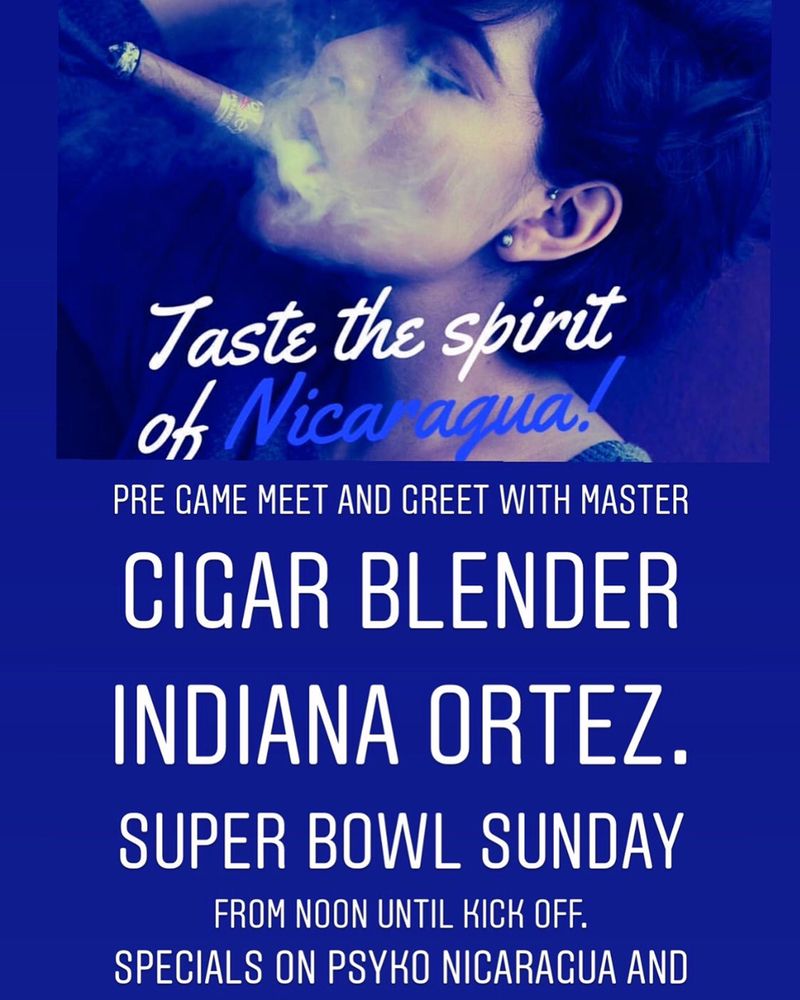 Taste the spirit
of Nicaragua!
PRE GAME MEET AND GREET WITH MASTER
CIGAR BLENDER
INDIANA ORTEZ.
SUPER BOWL SUNDAY
FROM NOON UNTIL KICK OFF.
SPECIALS ON PSYKO NICARAGUA AND